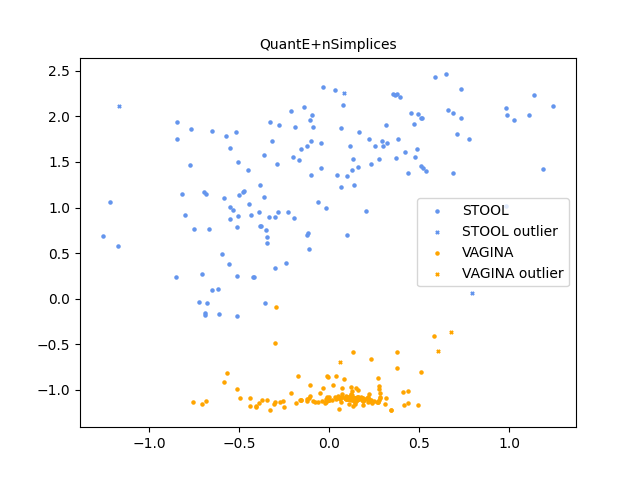 QuantE+nSimplices
2.5
2.0
1.5
1.0
0.5
0.0
−0.5
−1.0
STOOL
STOOL outlier
VAGINA
VAGINA outlier
−1.0 −0.5 0.0 0.5 1.0